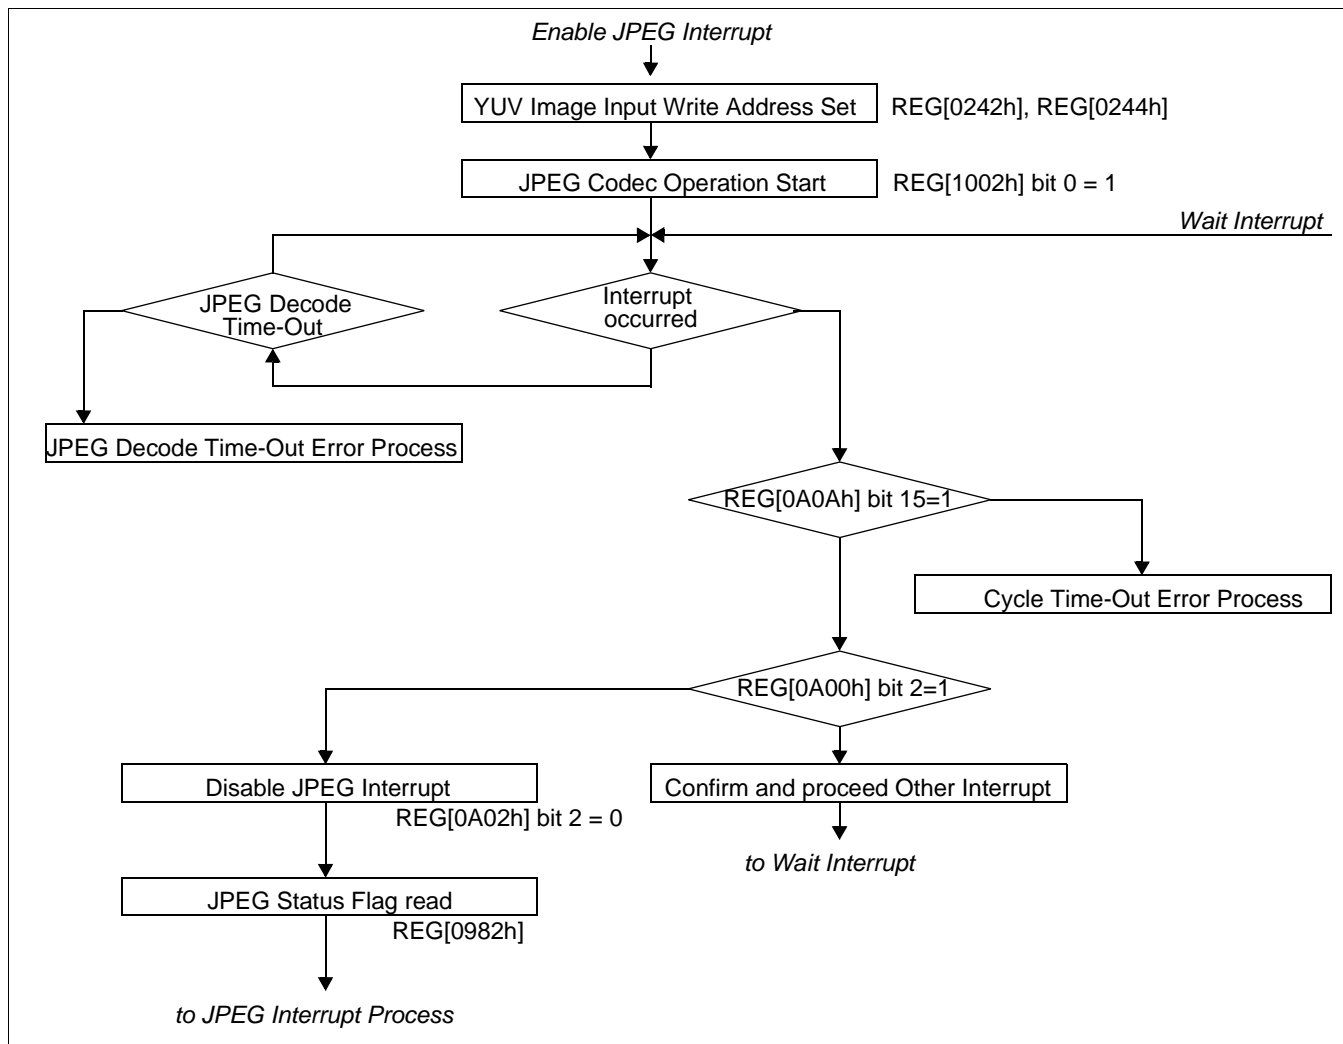 Enable JPEG Interrupt
YUV Image Input Write Address Set
REG[0242h], REG[0244h]
JPEG Codec Operation Start
REG[1002h] bit 0 = 1
Wait Interrupt
JPEG Decode
Time-Out
Interrupt
occurred
JPEG Decode Time-Out Error Process
REG[0A0Ah] bit 15=1
Cycle Time-Out Error Process
REG[0A00h] bit 2=1
Disable JPEG Interrupt
REG[0A02h] bit 2 = 0
Confirm and proceed Other Interrupt
to Wait Interrupt
JPEG Status Flag read
REG[0982h]
to JPEG Interrupt Process